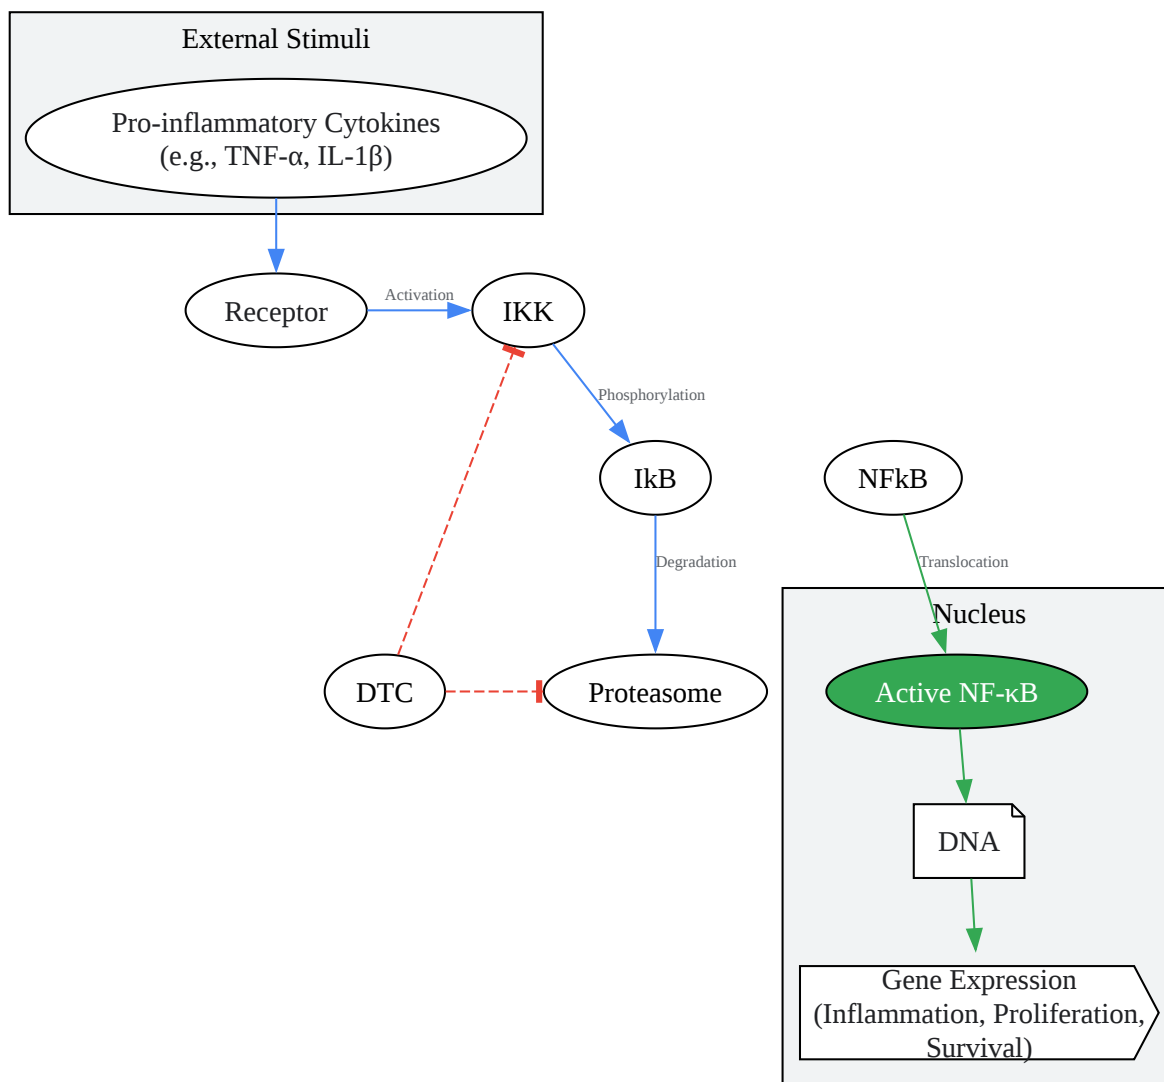 External Stimuli
Pro-inflammatory Cytokines
(e.g., TNF-α, IL-1β)
Receptor
Activation
IKK
Phosphorylation
IkB
NFkB
Degradation
Translocation
Nucleus
DTC
Proteasome
Active NF-κB
DNA
Gene Expression
(Inflammation, Proliferation,
Survival)